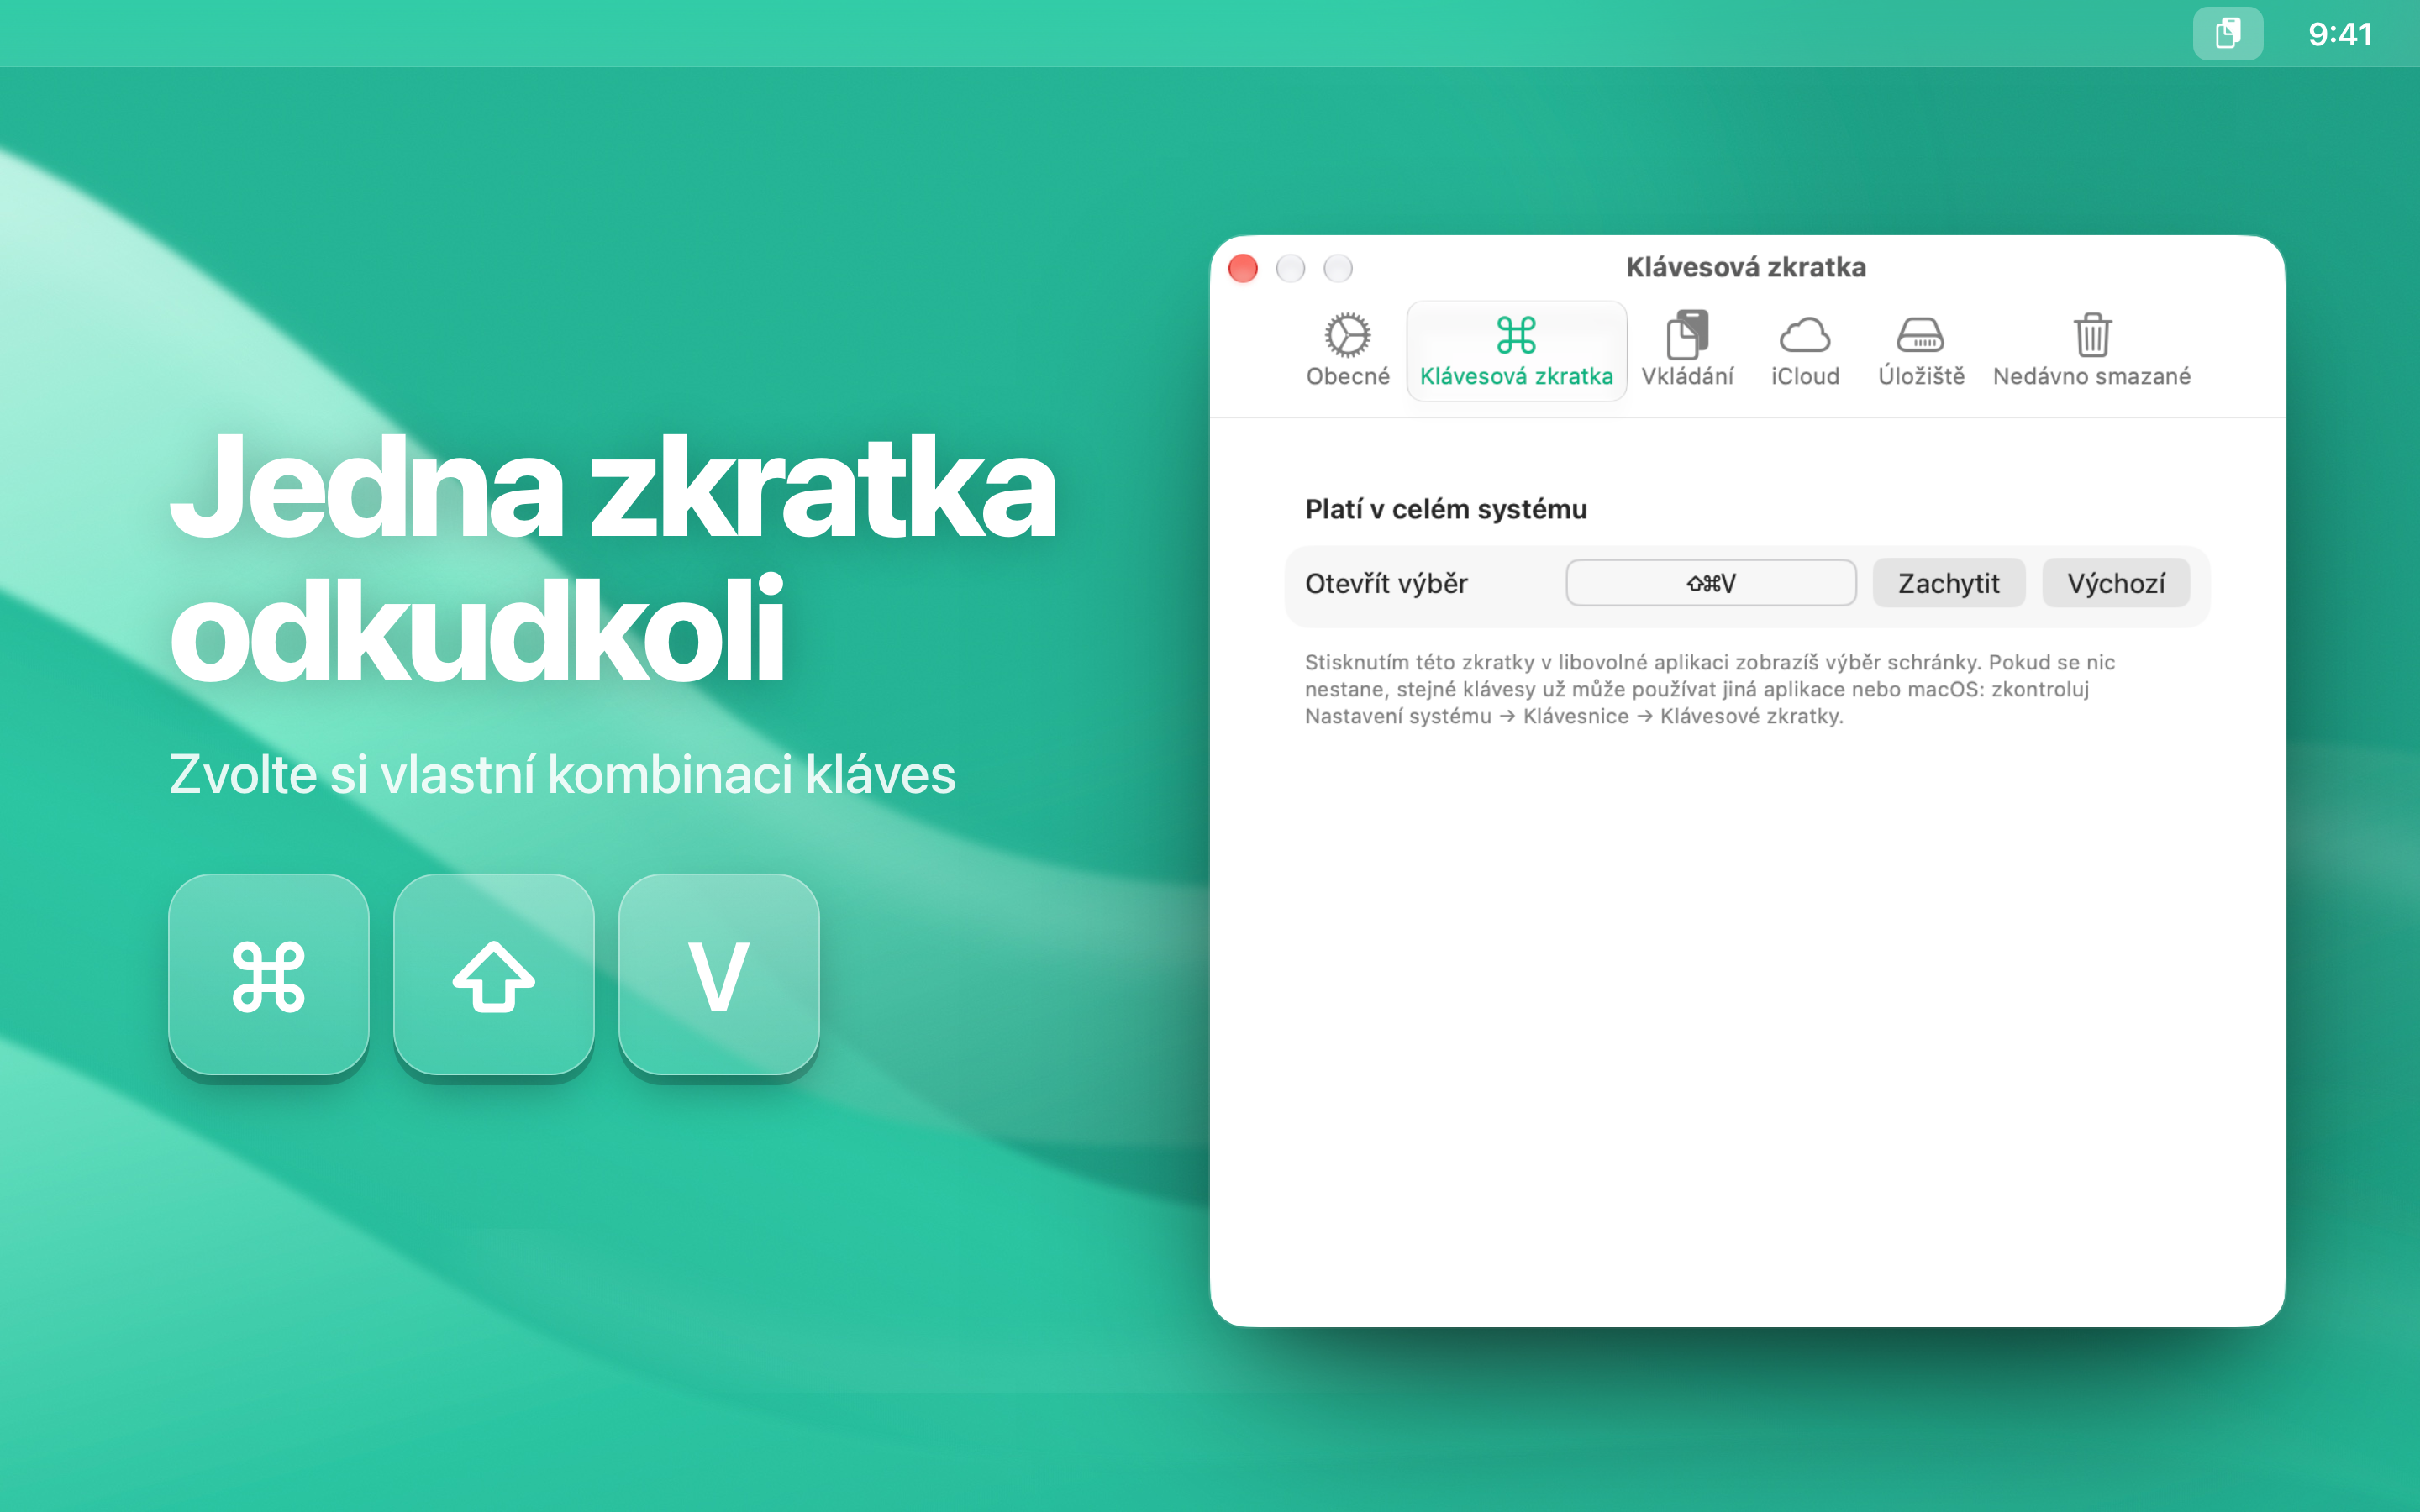 9:41
Jedna zkratka
odkudkoli
Zvolte si vlastní kombinaci kláves
⌘ ⇧ V
Klávesová zkratka
Obecné Klávesová zkratka Vkládání iCloud Úložiště Nedávno smazané
Platí v celém systému
Otevřít výběr ⇧⌘V Zachytit Výchozí
Stisknutím této zkratky v libovolné aplikaci zobrazíš výběr schránky. Pokud se nic
nestane, stejné klávesy už může používat jiná aplikace nebo macOS: zkontroluj
Nastavení systému → Klávesnice → Klávesové zkratky.